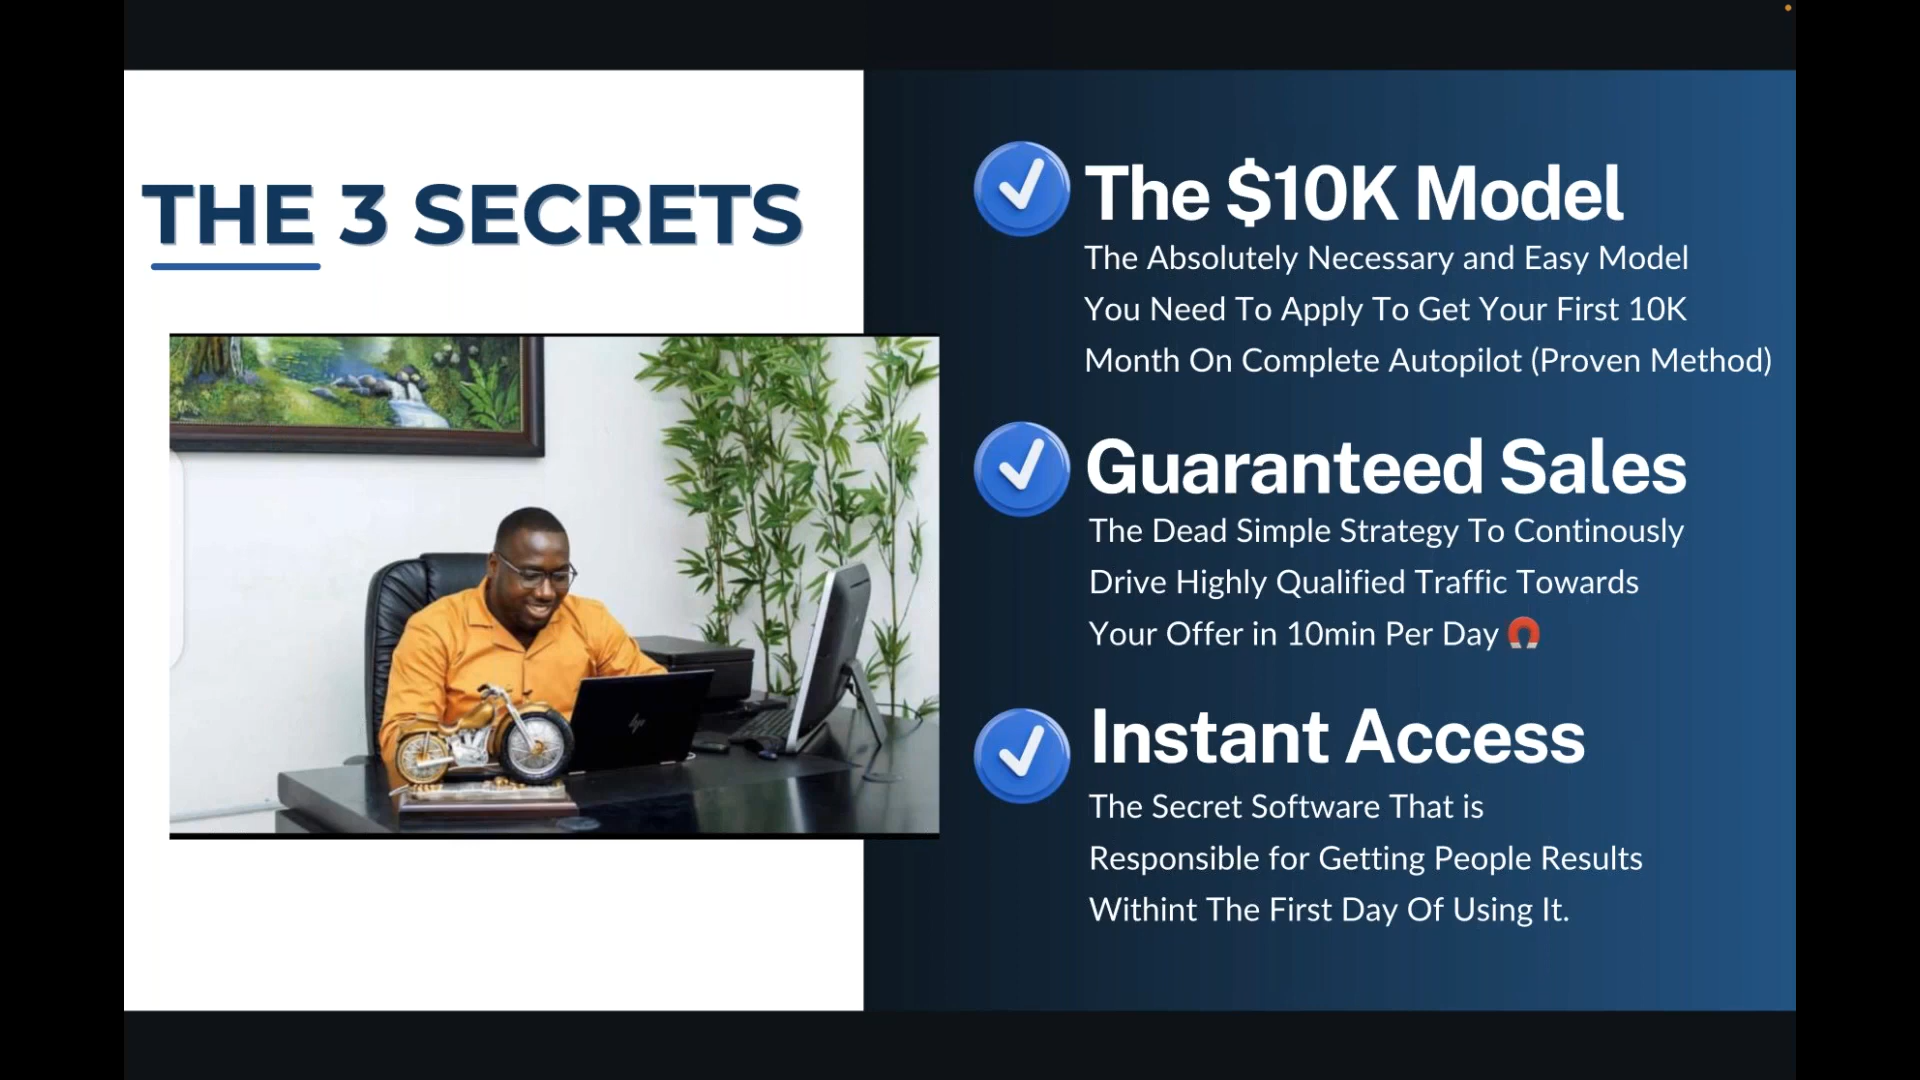 THE 3 SECRETS
The $10K Model
The Absolutely Necessary and Easy Model
You Need To Apply To Get Your First 10K
Month On Complete Autopilot (Proven Method)
Guaranteed Sales
The Dead Simple Strategy To Continously
Drive Highly Qualified Traffic Towards
Your Offer in 10min Per Day
Instant Access
The Secret Software That is
Responsible for Getting People Results
Withint The First Day Of Using It.
hp